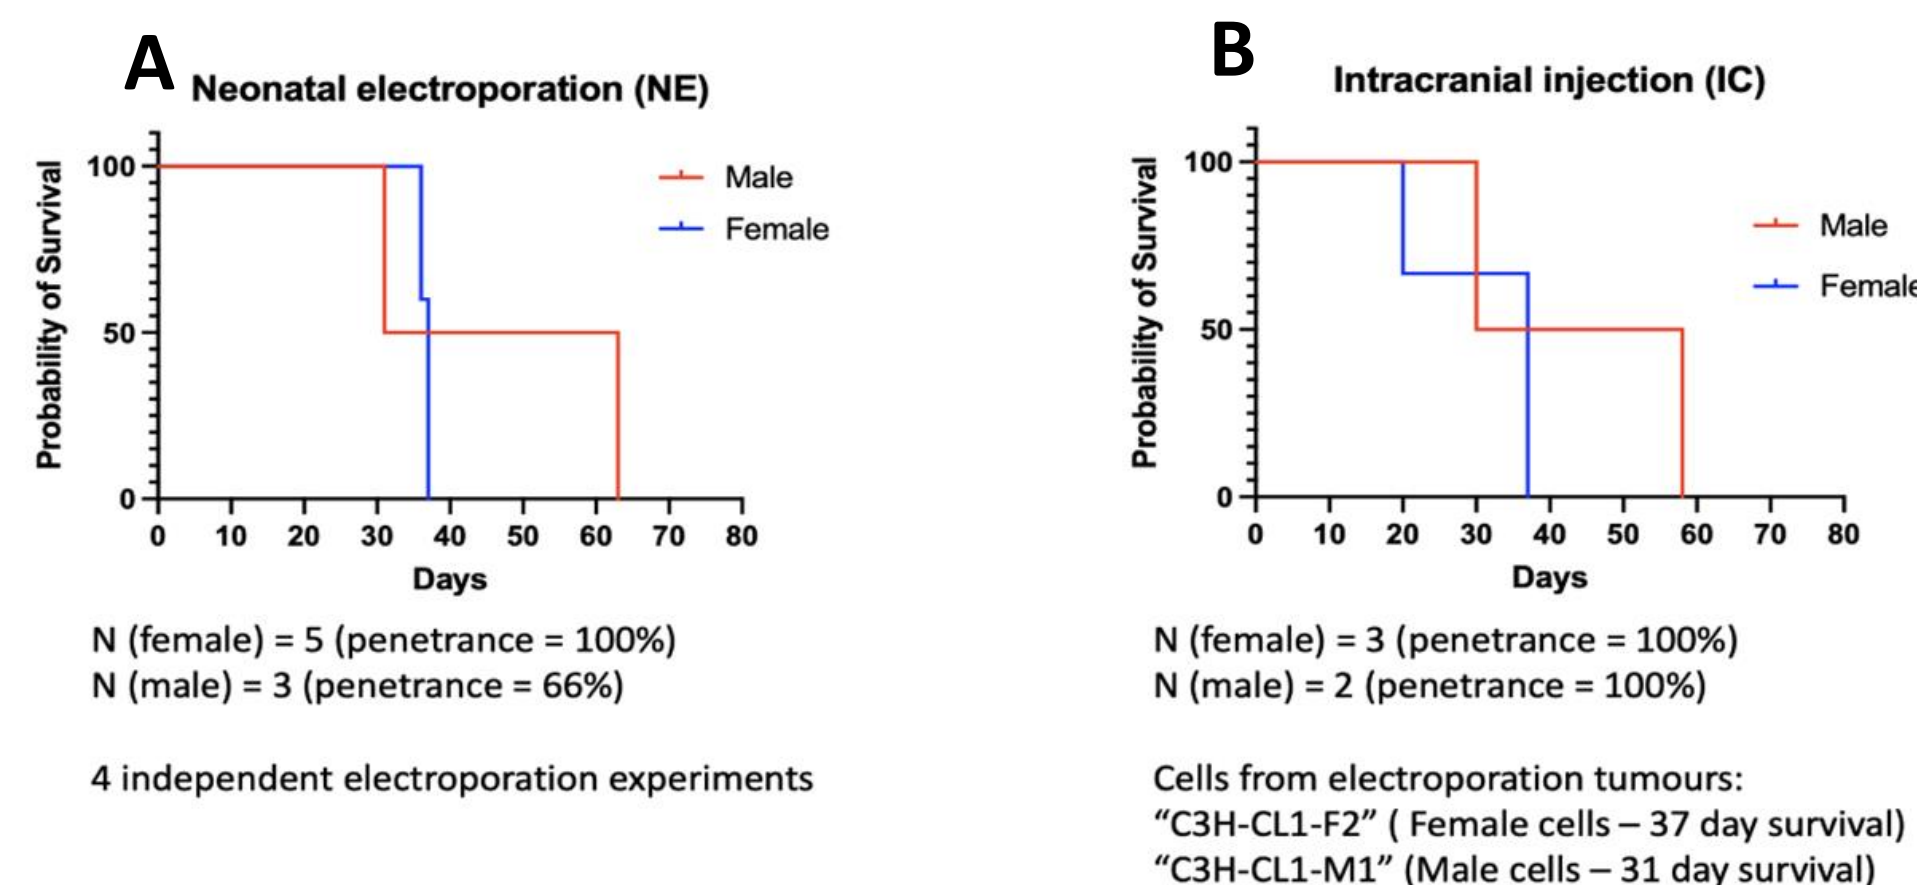 A
Neonatal electroporation (NE)
Probability of Survival
100
50
0
0 10 20 30 40 50 60 70 80
Days
Male
Female
N (female) = 5 (penetrance = 100%)
N (male) = 3 (penetrance = 66%)
4 independent electroporation experiments
B
Intracranial injection (IC)
Probability of Survival
100
50
0
0 10 20 30 40 50 60 70 80
Days
Male
Female
N (female) = 3 (penetrance = 100%)
N (male) = 2 (penetrance = 100%)
Cells from electroporation tumours:
“C3H-CL1-F2” ( Female cells – 37 day survival)
“C3H-CL1-M1” (Male cells – 31 day survival)